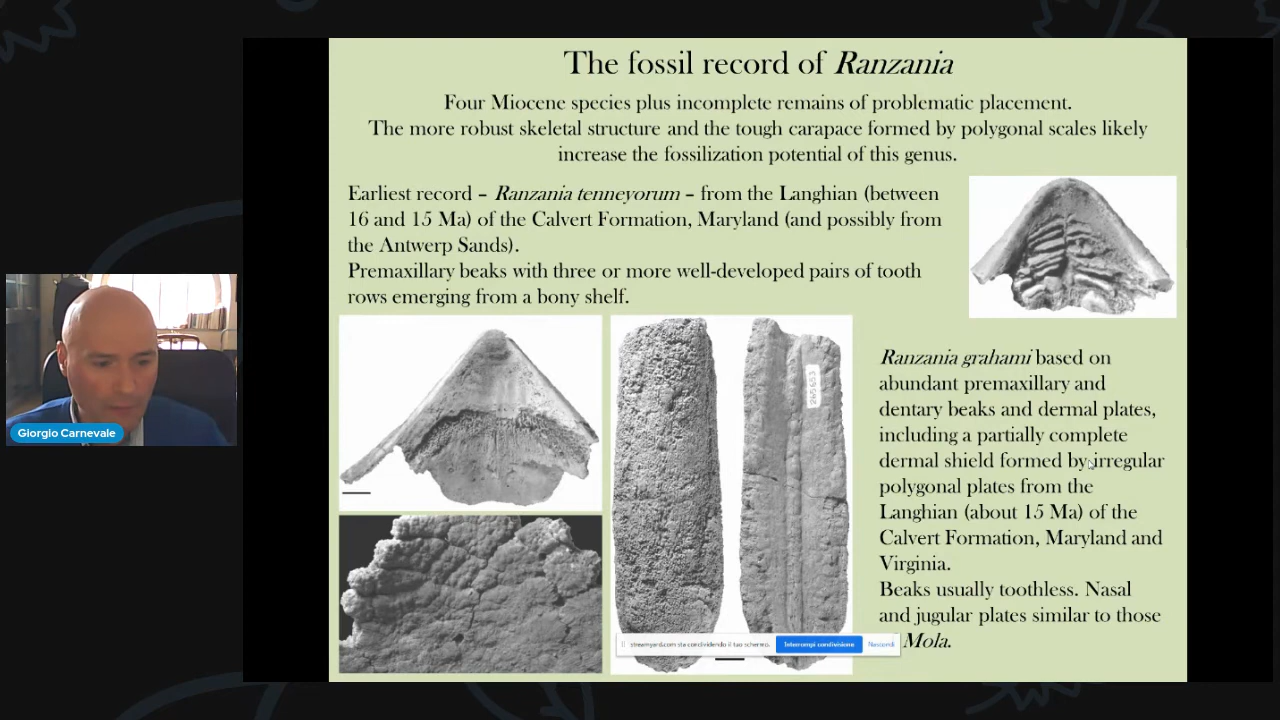 The fossil record of Ranzania
Four Miocene species plus incomplete remains of problematic placement.
The more robust skeletal structure and the tough carapace formed by polygonal scales likely
increase the fossilization potential of this genus.
Earliest record – Ranzania tenneyorum – from the Langhian (between
16 and 15 Ma) of the Calvert Formation, Maryland (and possibly from
the Antwerp Sands).
Premaxillary beaks with three or more well-developed pairs of tooth
rows emerging from a bony shelf.
Ranzania grahami based on
abundant premaxillary and
dentary beaks and dermal plates,
including a partially complete
dermal shield formed by irregular
polygonal plates from the
Langhian (about 15 Ma) of the
Calvert Formation, Maryland and
Virginia.
Beaks usually toothless. Nasal
and jugular plates similar to those
Mola.
streamyard.com sta condividendo il tuo schermo.
Interrompi condivisione
Nascondi
Giorgio Carnevale